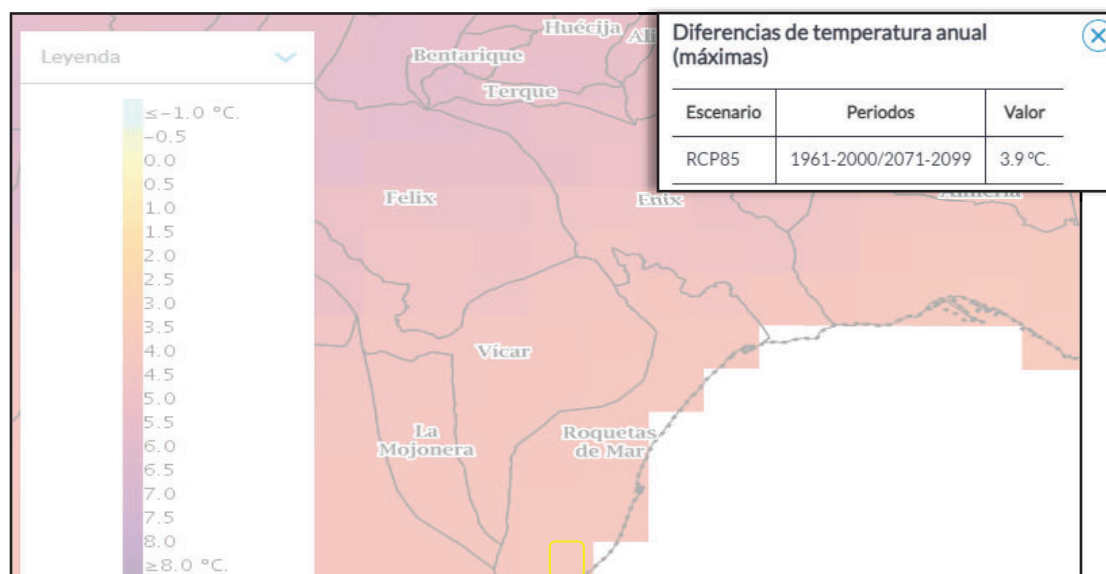 Leyenda
≤-1.0 °C.
-0.5
0.0
0.5
1.0
1.5
2.0
2.5
3.0
3.5
4.0
4.5
5.0
5.5
6.0
6.5
7.0
7.5
8.0
≥8.0 °C.
Huécija
Bentarique
Terque
Felix
Enix
Almería
Vícar
La
Mojonera
Roquetas
de Mar
Diferencias de temperatura anual
(máximas)
Escenario Periodos Valor
RCP85 1961-2000/2071-2099 3.9 ºC.